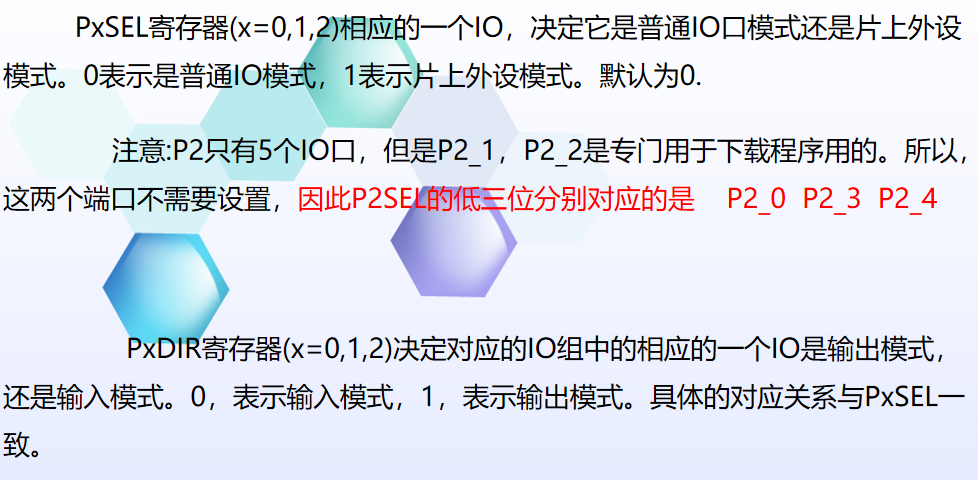 PxSEL寄存器(x=0,1,2)相应的一个IO，决定它是普通IO口模式还是片上外设
模式。0表示是普通IO模式，1表示片上外设模式。默认为0.
注意:P2只有5个IO口，但是P2_1，P2_2是专门用于下载程序用的。所以，
这两个端口不需要设置，因此P2SEL的低三位分别对应的是 P2_0 P2_3 P2_4
PxDIR寄存器(x=0,1,2)决定对应的IO组中的相应的一个IO是输出模式，
还是输入模式。0，表示输入模式，1，表示输出模式。具体的对应关系与PxSEL一
致。